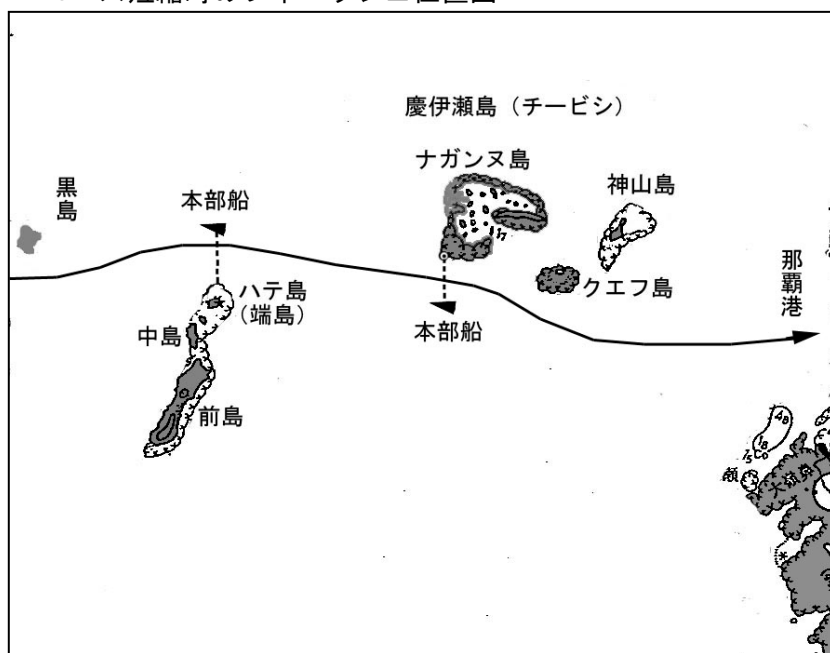 慶伊瀬島（チービシ）
ナガンヌ島
神山島
黒島
本部船
那覇港
ハテ島
（端島）
クエフ島
中島
本部船
前島